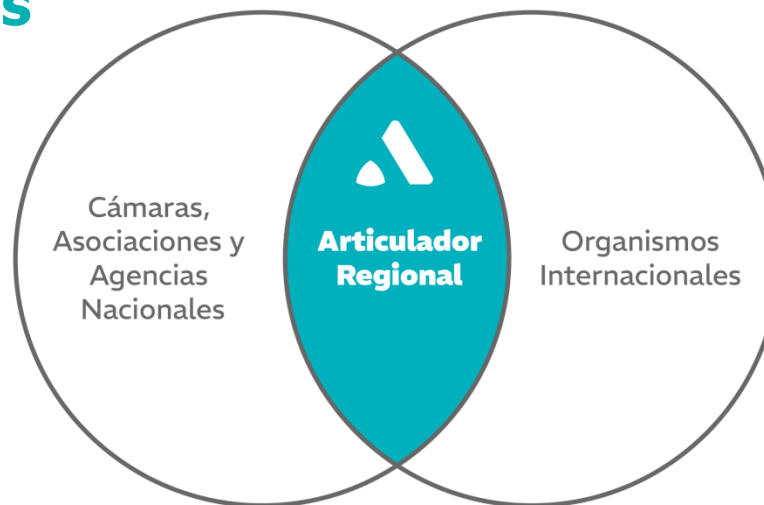 s
Cámaras,
Asociaciones y
Agencias
Nacionales
Articulador
Regional
Organismos
Internacionales